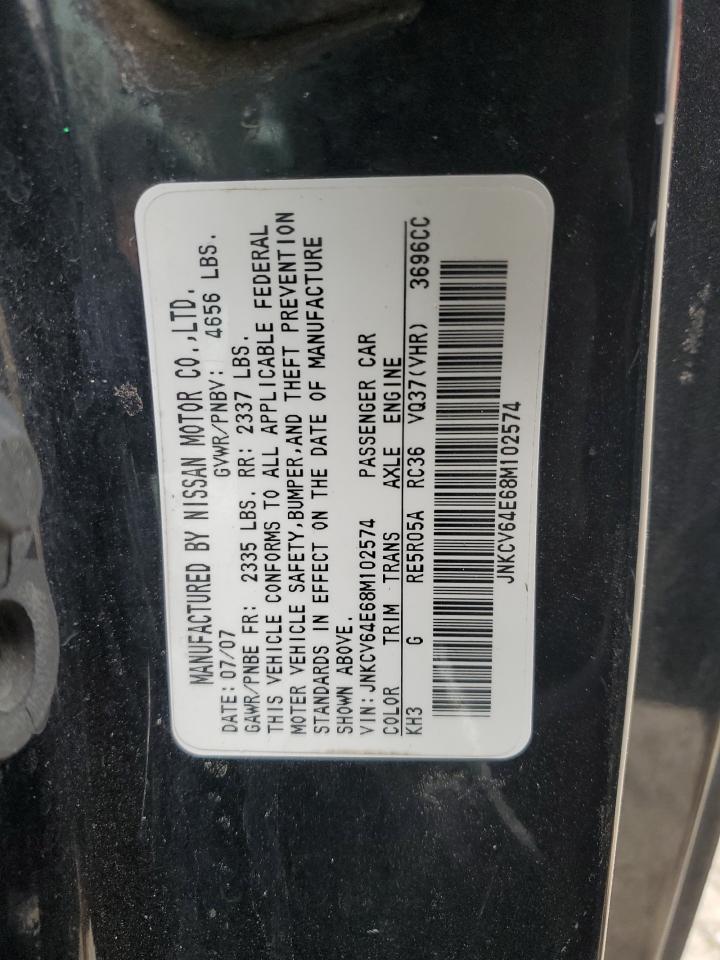 MANUFACTURED BY NISSAN MOTOR CO.,LTD.
DATE: 07/07 GVWR/PNBV: 4656 LBS.
GAWR/PNBE FR: 2335 LBS. RR: 2337 LBS.
THIS VEHICLE CONFORMS TO ALL APPLICABLE FEDERAL
MOTER VEHICLE SAFETY,BUMPER,AND THEFT PREVENTION
STANDARDS IN EFFECT ON THE DATE OF MANUFACTURE
SHOWN ABOVE.
VIN: JNKCV64E68M102574 PASSENGER CAR
COLOR TRIM TRANS AXLE ENGINE
KH3 G RE5R05A RC36 VQ37(VHR) 3696CC
JNKCV64E68M102574